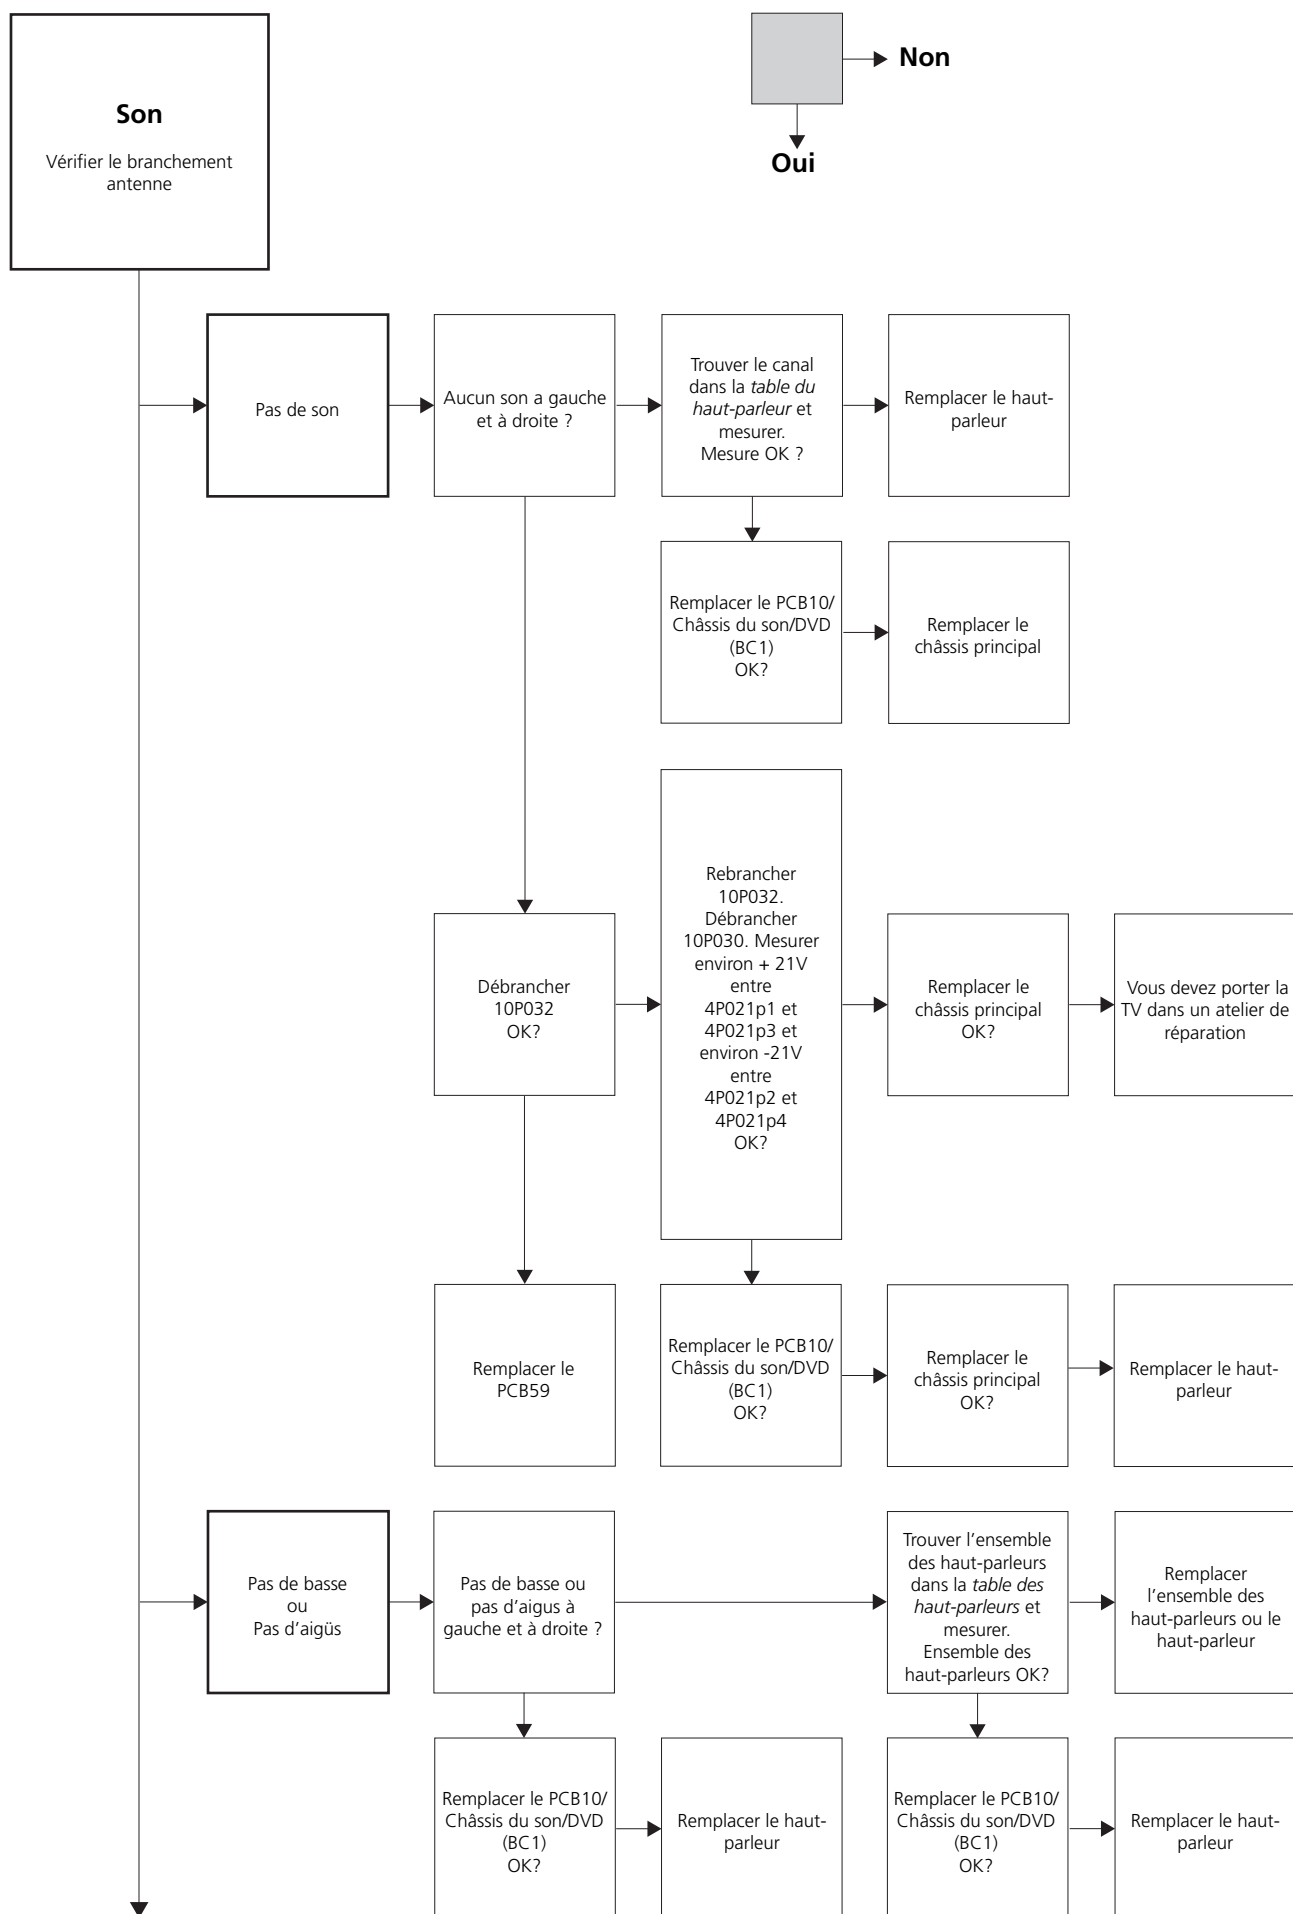 Son
Vérifier le branchement
antenne
Non
Oui
Pas de son
Aucun son a gauche
et à droite ?
Trouver le canal
dans la table du
haut-parleur et
mesurer.
Mesure OK ?
Remplacer le haut-
parleur
Remplacer le PCB10/
Châssis du son/DVD
(BC1)
OK?
Remplacer le
châssis principal
Débrancher
10P032
OK?
Rebrancher
10P032.
Débrancher
10P030. Mesurer
environ + 21V
entre
4P021p1 et
4P021p3 et
environ -21V
entre
4P021p2 et
4P021p4
OK?
Remplacer le
châssis principal
OK?
Vous devez porter la
TV dans un atelier de
réparation
Remplacer le
PCB59
Remplacer le PCB10/
Châssis du son/DVD
(BC1)
OK?
Remplacer le
châssis principal
OK?
Remplacer le haut-
parleur
Pas de basse
ou
Pas d'aigüs
Pas de basse ou
pas d'aigus à
gauche et à droite ?
Trouver l'ensemble
des haut-parleurs
dans la table des
haut-parleurs et
mesurer.
Ensemble des
haut-parleurs OK?
Remplacer
l'ensemble des
haut-parleurs ou le
haut-parleur
Remplacer le PCB10/
Châssis du son/DVD
(BC1)
OK?
Remplacer le haut-
parleur
Remplacer le PCB10/
Châssis du son/DVD
(BC1)
OK?
Remplacer le haut-
parleur